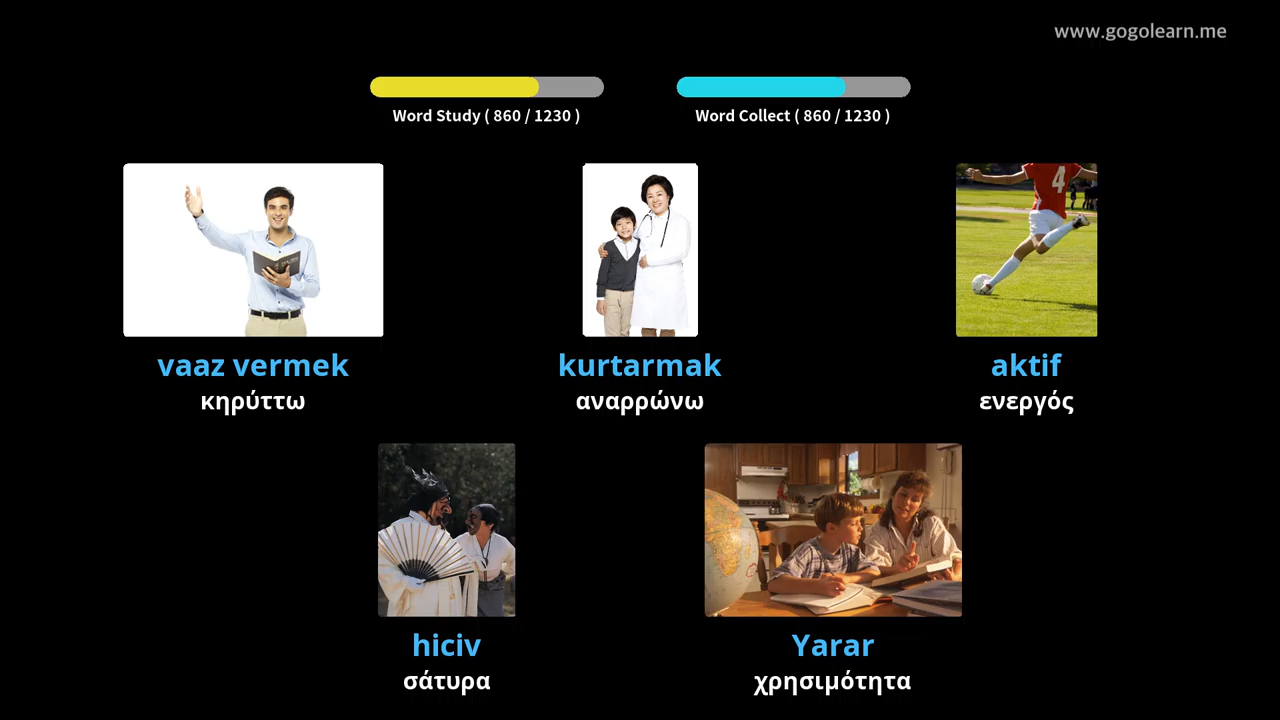 www.gogolearn.me
Word Study ( 860 / 1230 )
Word Collect ( 860 / 1230 )
vaaz vermek
κηρύττω
kurtarmak
αναρρώνω
aktif
ενεργός
4
hiciv
σάτυρα
Yarar
χρησιμότητα